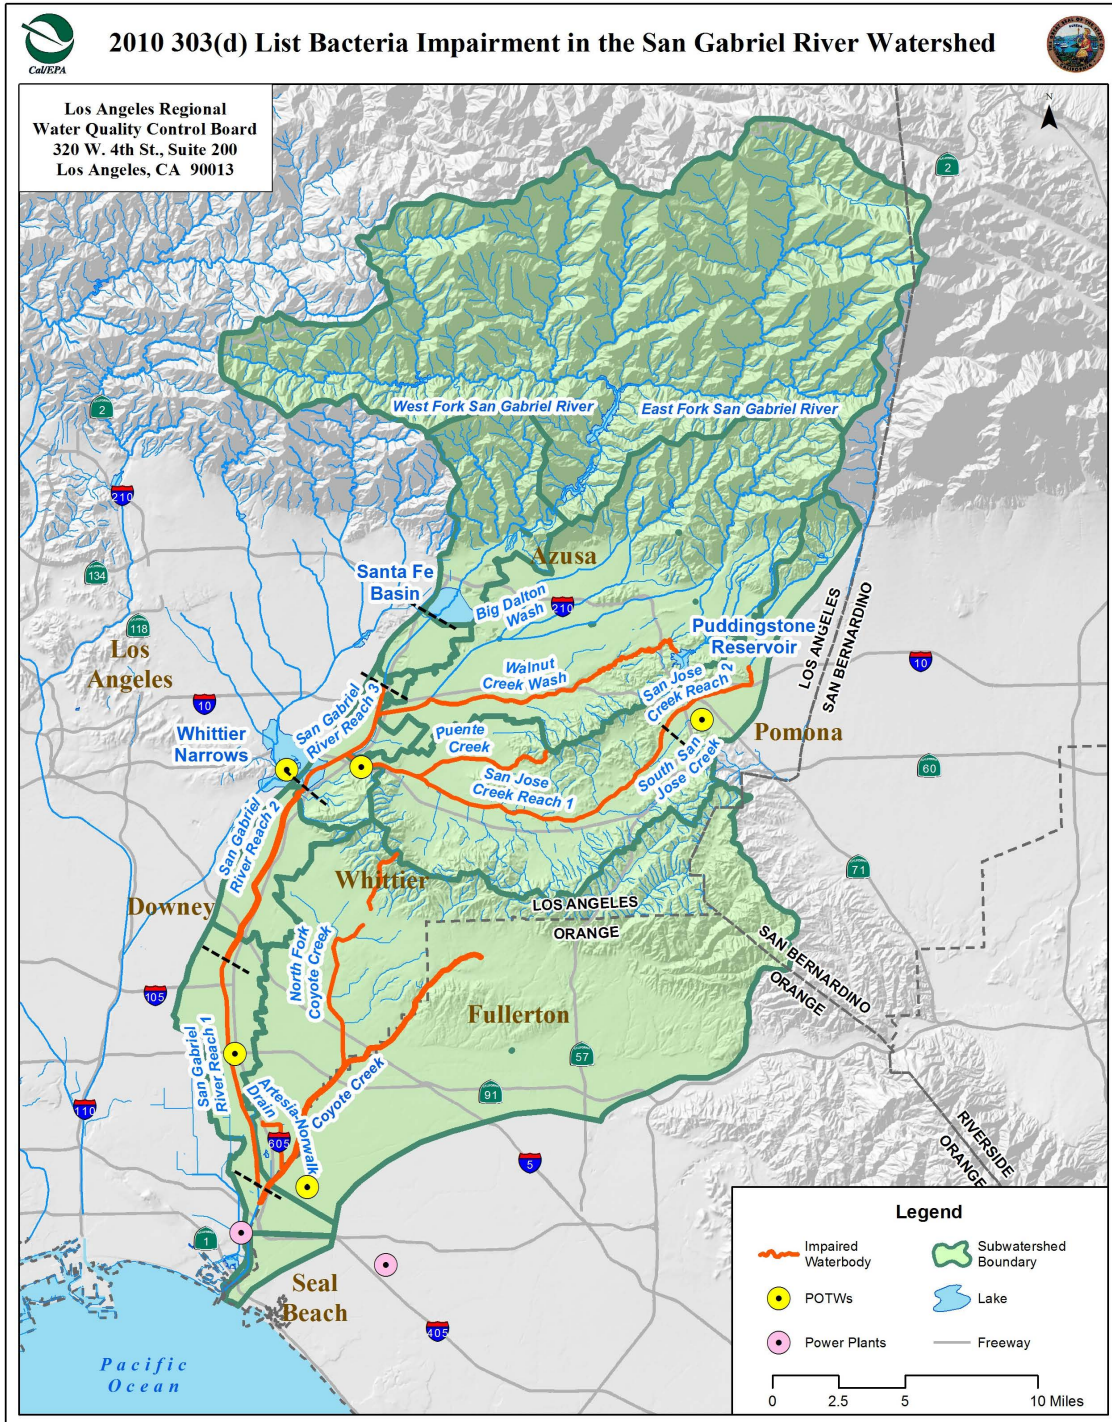 2010 303(d) List Bacteria Impairment in the San Gabriel River Watershed
Cal/EPA
Los Angeles Regional
Water Quality Control Board
320 W. 4th St., Suite 200
Los Angeles, CA 90013
N
2
West Fork San Gabriel River
East Fork San Gabriel River
2
210
Azusa
Santa Fe
Basin
134
Big Dalton
Wash
210
LOS ANGELES
SAN BERNARDINO
118
Los
Angeles
Puddingstone
Reservoir
Walnut
Creek Wash
10
10
San Gabriel
River Reach 3
San Jose
Creek Reach 2
Whittier
Narrows
Puente
Creek
Pomona
South San
Jose Creek
60
San Jose
Creek Reach 1
San Gabriel
River Reach 2
71
Whittier
Downey
LOS ANGELES
ORANGE
SAN BERNARDINO
ORANGE
North Fork
Coyote Creek
105
Fullerton
San Gabriel
River Reach 1
57
91
Coyote Creek
Artesia-Norwalk
Drain
110
605
5
RIVERSIDE
ORANGE
1
Seal
Beach
405
Pacific
Ocean
Legend
Impaired
Waterbody
Subwatershed
Boundary
POTWs
Lake
Power Plants
Freeway
0 2.5 5 10 Miles